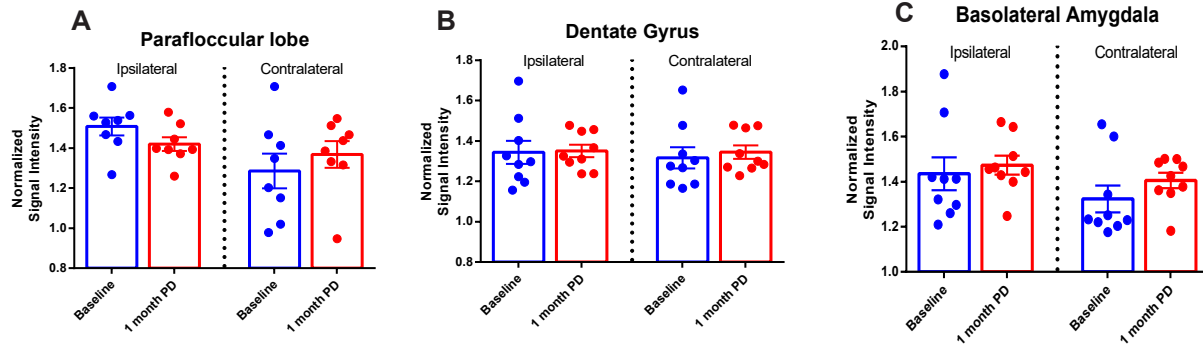 A
Parafloccular lobe
Ipsilateral
Contralateral
Normalized
Signal Intensity
1.8
1.6
1.4
1.2
1.0
0.8
Baseline
1 month PD
Baseline
1 month PD
B
Dentate Gyrus
Ipsilateral
Contralateral
Normalized
Signal Intensity
1.8
1.6
1.4
1.2
1.0
0.8
Baseline
1 month PD
Baseline
1 month PD
C
Basolateral Amygdala
Ipsilateral
Contralateral
Normalized
Signal Intensity
2.0
1.8
1.6
1.4
1.2
1.0
Baseline
1 month PD
Baseline
1 month PD